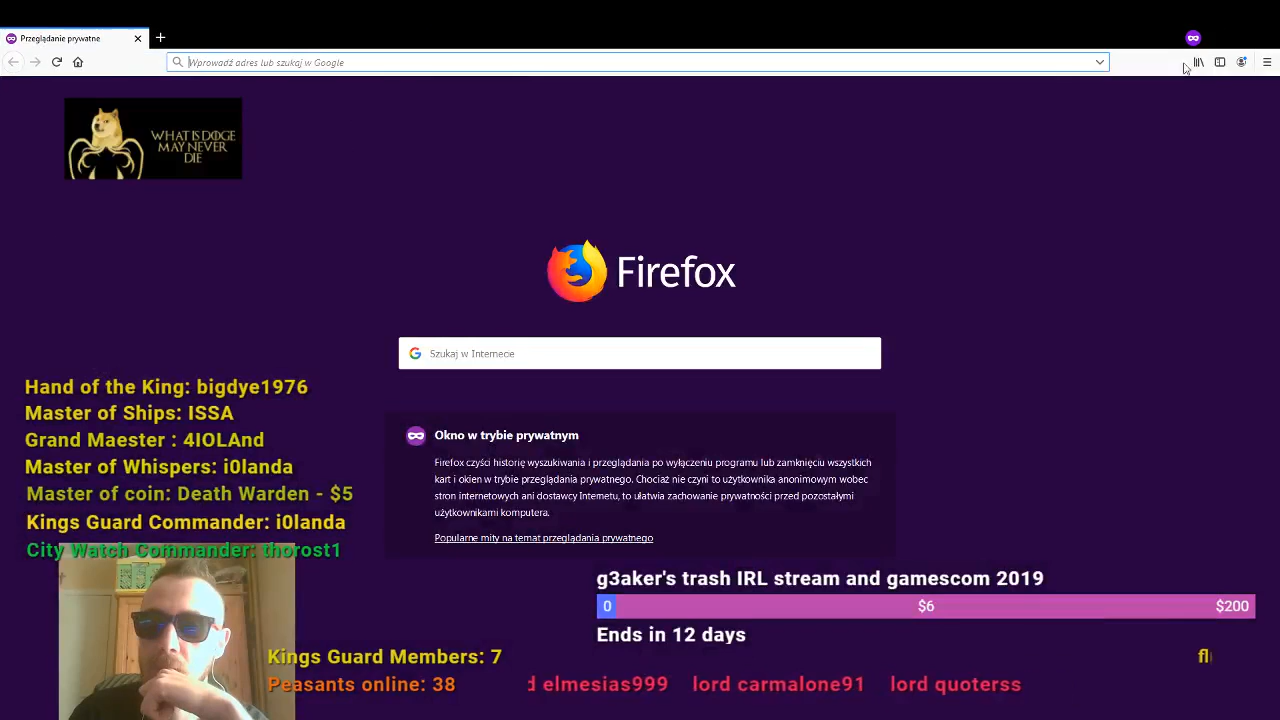 Przeglądanie prywatne
Wprowadź adres lub szukaj w Google
WHAT IS DOGE
MAY NEVER
DIE
Firefox
Szukaj w Internecie
Okno w trybie prywatnym
Firefox czyści historię wyszukiwania i przeglądania po wyłączeniu programu lub zamknięciu wszystkich
kart i okien w trybie przeglądania prywatnego. Chociaż nie czyni to użytkownika anonimowym wobec
stron internetowych ani dostawcy Internetu, to ułatwia zachowanie prywatności przed pozostałymi
użytkownikami komputera.
Popularne mity na temat przeglądania prywatnego
Hand of the King: bigdye1976
Master of Ships: ISSA
Grand Maester : 4IOLAnd
Master of Whispers: i0landa
Master of coin: Death Warden - $5
Kings Guard Commander: i0landa
City Watch Commander: thorost1
g3aker's trash IRL stream and gamescom 2019
0 $6 $200
Ends in 12 days
Kings Guard Members: 7
fl
Peasants online: 38
d elmesias999 lord carmalone91 lord quoterss